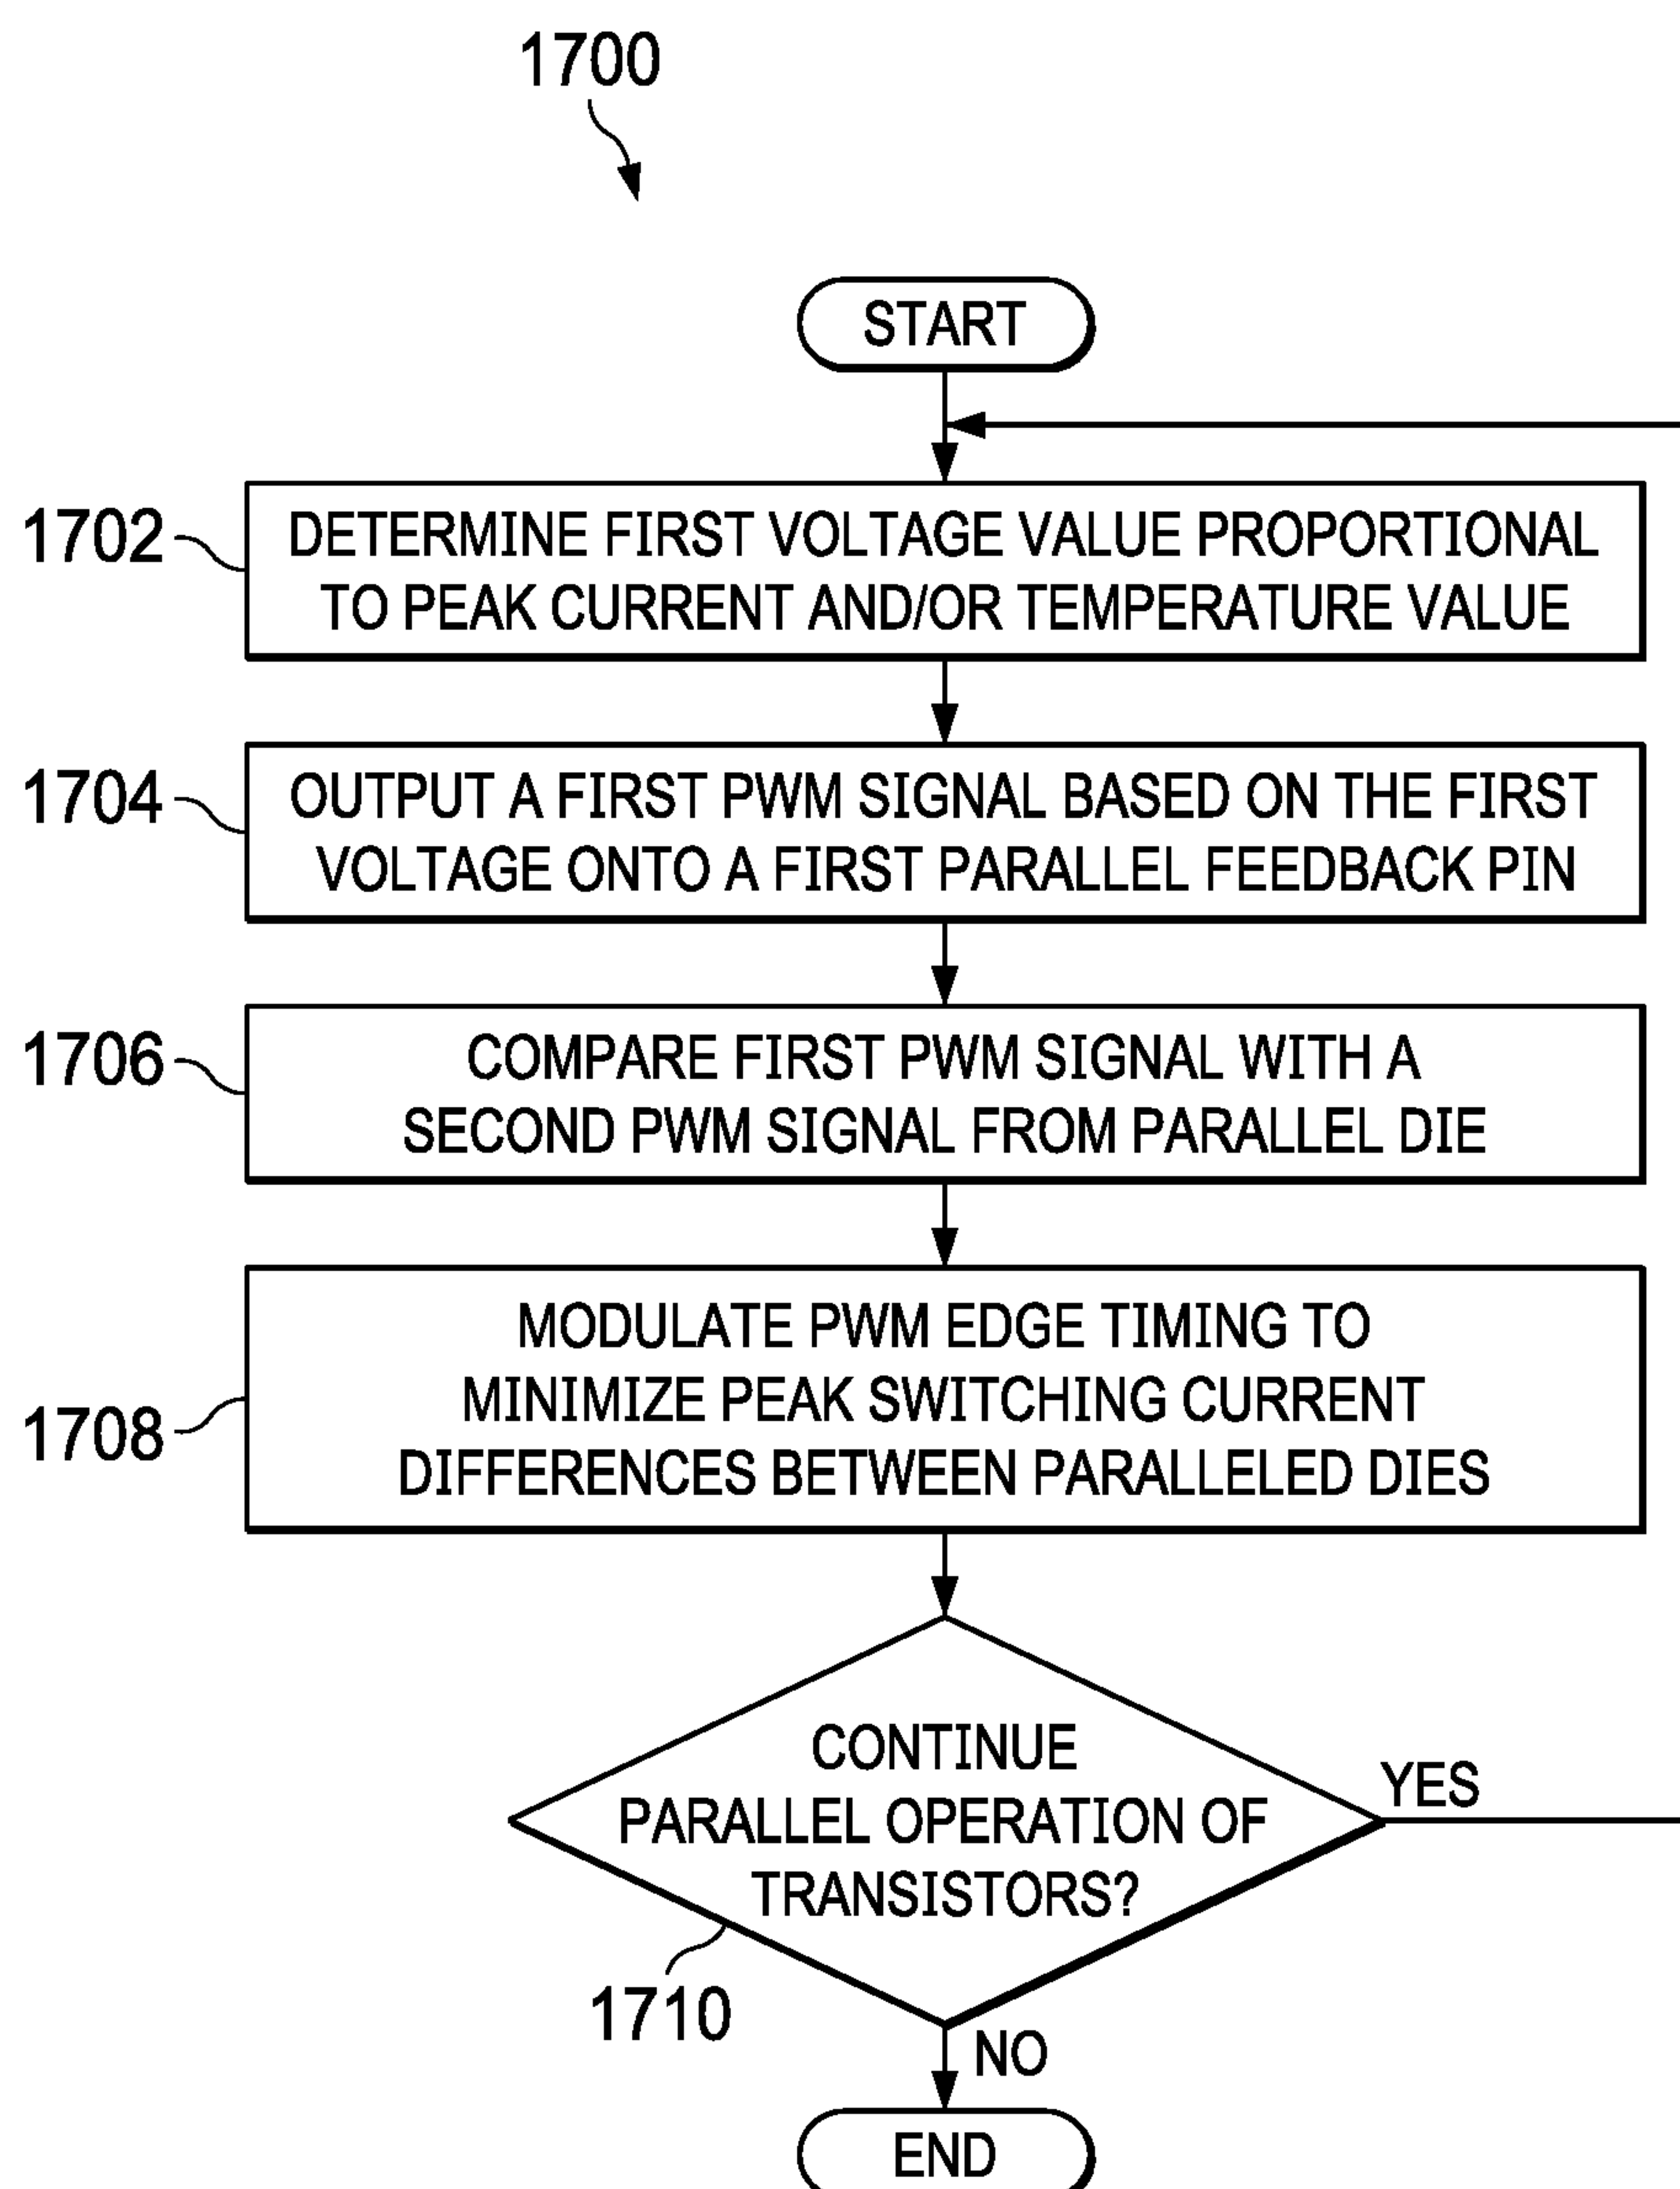 1700
START
1702
DETERMINE FIRST VOLTAGE VALUE PROPORTIONAL
TO PEAK CURRENT AND/OR TEMPERATURE VALUE
1704
OUTPUT A FIRST PWM SIGNAL BASED ON THE FIRST
VOLTAGE ONTO A FIRST PARALLEL FEEDBACK PIN
1706
COMPARE FIRST PWM SIGNAL WITH A
SECOND PWM SIGNAL FROM PARALLEL DIE
1708
MODULATE PWM EDGE TIMING TO
MINIMIZE PEAK SWITCHING CURRENT
DIFFERENCES BETWEEN PARALLELED DIES
CONTINUE
PARALLEL OPERATION OF
TRANSISTORS?
YES
1710
NO
END